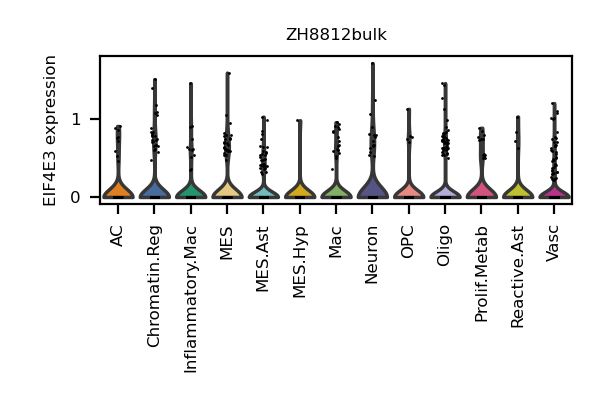 ZH8812bulk
EIF4E3 expression
1
0
AC
Chromatin.Reg
Inflammatory.Mac
MES
MES.Ast
MES.Hyp
Mac
Neuron
OPC
Oligo
Prolif.Metab
Reactive.Ast
Vasc